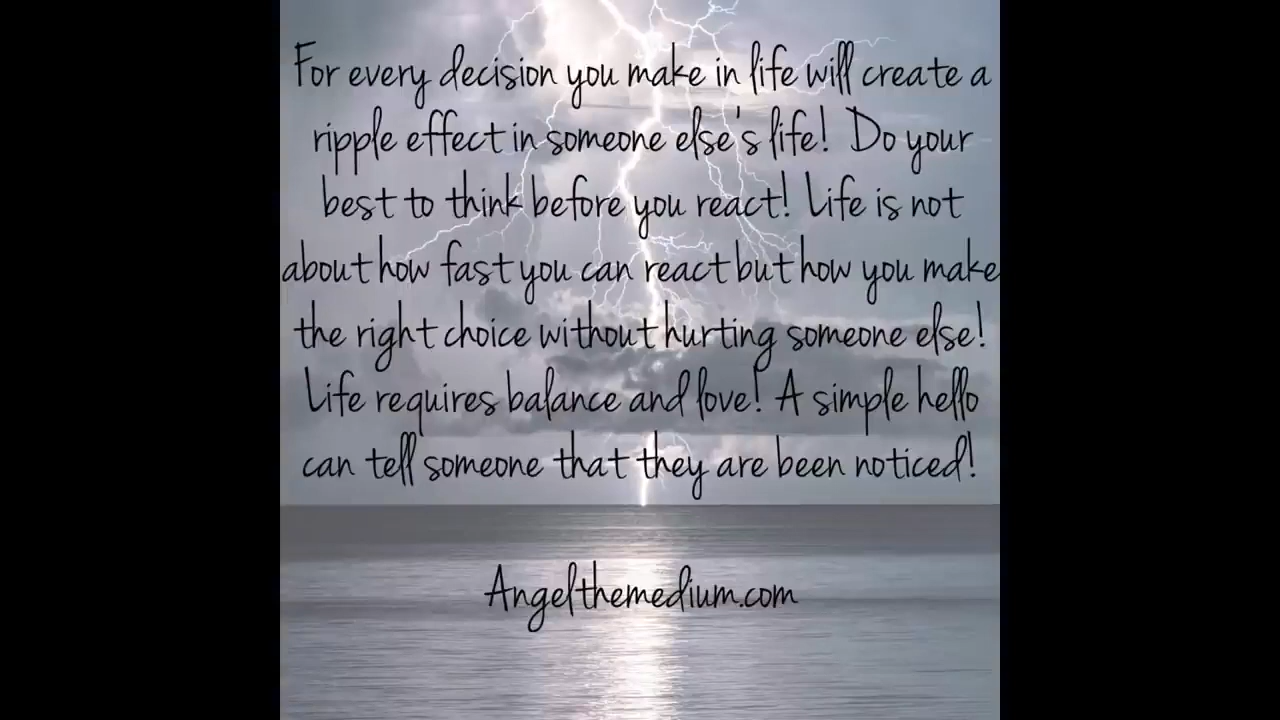 For every decision you make in life will create a
ripple effect in someone else's life! Do your
best to think before you react! Life is not
about how fast you can react but how you make
the right choice without hurting someone else!
Life requires balance and love! A simple hello
can tell someone that they are been noticed!
Angelthemedium.com